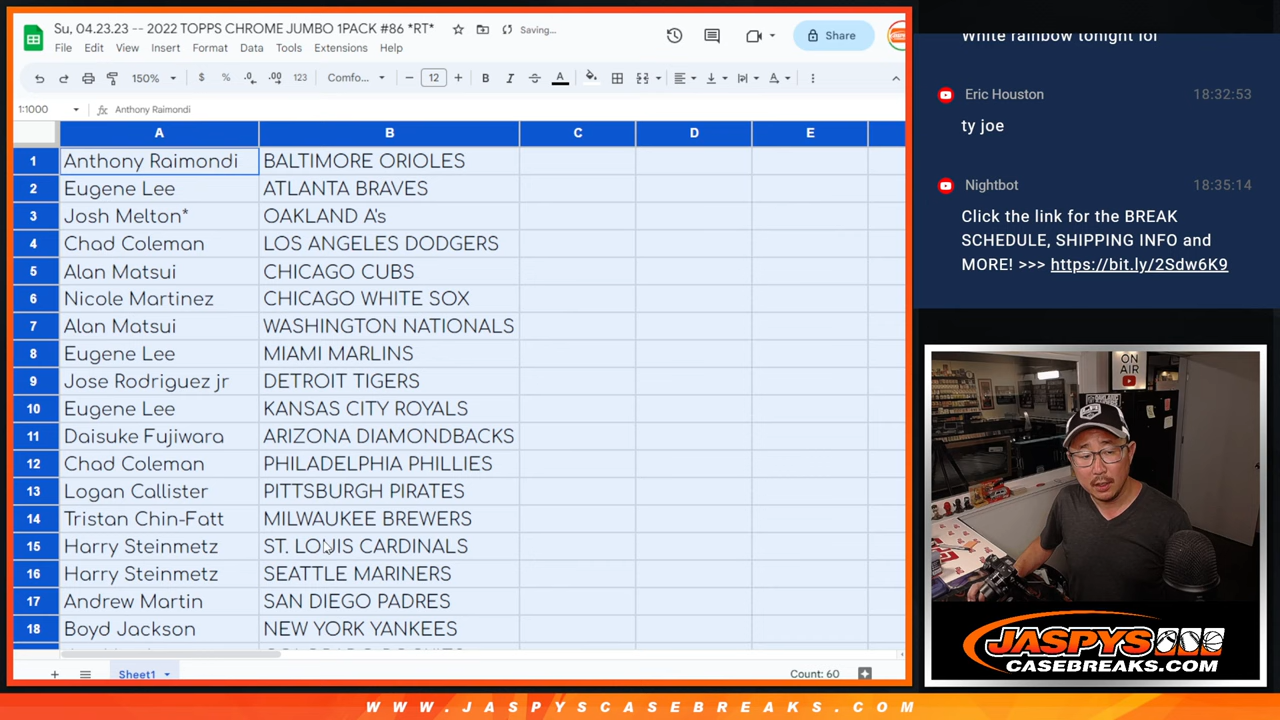 Su, 04.23.23 -- 2022 TOPPS CHROME JUMBO 1PACK #86 *RT*
Saving...
File Edit View Insert Format Data Tools Extensions Help
Share
150% $ % .0 .00 123 Comfo... 12 B I A
1:1000 fx Anthony Raimondi
A B C D E
1 Anthony Raimondi BALTIMORE ORIOLES
2 Eugene Lee ATLANTA BRAVES
3 Josh Melton* OAKLAND A's
4 Chad Coleman LOS ANGELES DODGERS
5 Alan Matsui CHICAGO CUBS
6 Nicole Martinez CHICAGO WHITE SOX
7 Alan Matsui WASHINGTON NATIONALS
8 Eugene Lee MIAMI MARLINS
9 Jose Rodriguez jr DETROIT TIGERS
10 Eugene Lee KANSAS CITY ROYALS
11 Daisuke Fujiwara ARIZONA DIAMONDBACKS
12 Chad Coleman PHILADELPHIA PHILLIES
13 Logan Callister PITTSBURGH PIRATES
14 Tristan Chin-Fatt MILWAUKEE BREWERS
15 Harry Steinmetz ST. LOUIS CARDINALS
16 Harry Steinmetz SEATTLE MARINERS
17 Andrew Martin SAN DIEGO PADRES
18 Boyd Jackson NEW YORK YANKEES
Sheet1
Count: 60
White rainbow tonight lol
Eric Houston 18:32:53
ty joe
Nightbot 18:35:14
Click the link for the BREAK
SCHEDULE, SHIPPING INFO and
MORE! >>> https://bit.ly/2Sdw6K9
ON
AIR
JASPYS
CASEBREAKS.COM
WWW.JASPYSCASEBREAKS.COM